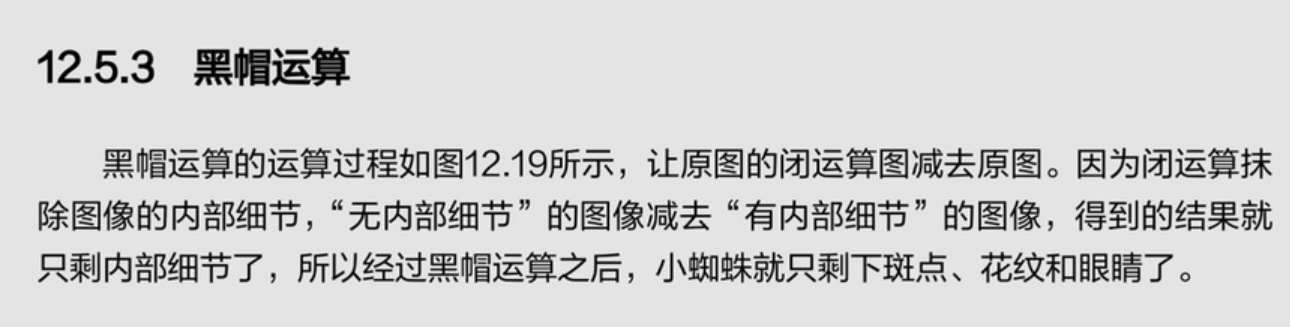 12.5.3 黑帽运算
黑帽运算的运算过程如图12.19所示，让原图的闭运算图减去原图。因为闭运算抹
除图像的内部细节，“无内部细节”的图像减去“有内部细节”的图像，得到的结果就
只剩内部细节了，所以经过黑帽运算之后，小蜘蛛就只剩下斑点、花纹和眼睛了。